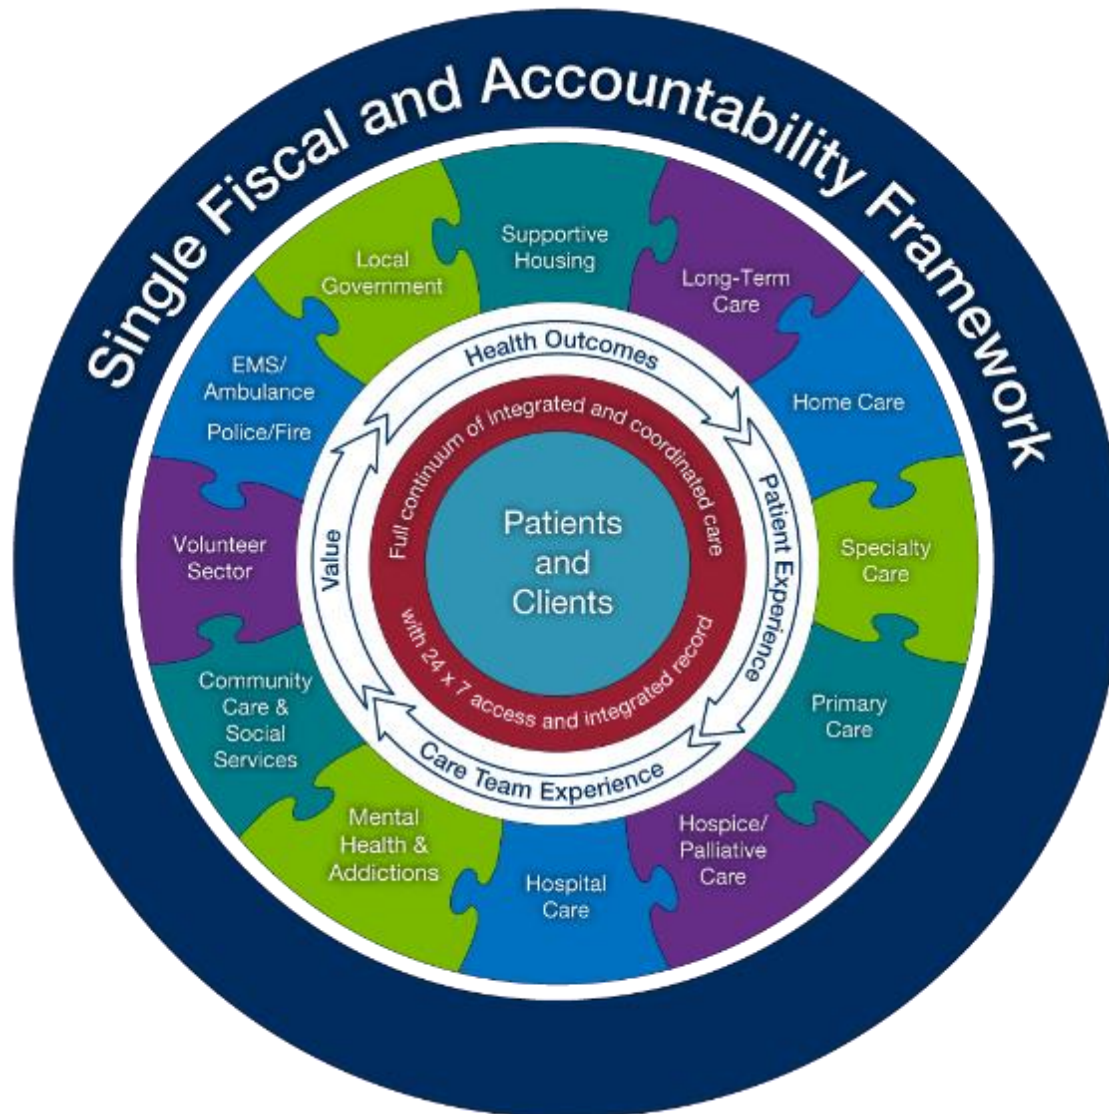 Single Fiscal and Accountability Framework
Supportive
Housing
Long-Term
Care
Home Care
Specialty
Care
Primary
Care
Hospice/
Palliative
Care
Hospital
Care
Mental
Health &
Addictions
Community
Care &
Social
Services
Volunteer
Sector
EMS/
Ambulance
Police/Fire
Local
Government
Health Outcomes
Patient Experience
Care Team Experience
Value
Full continuum of integrated and coordinated care
with 24 x 7 access and integrated record
Patients
and
Clients